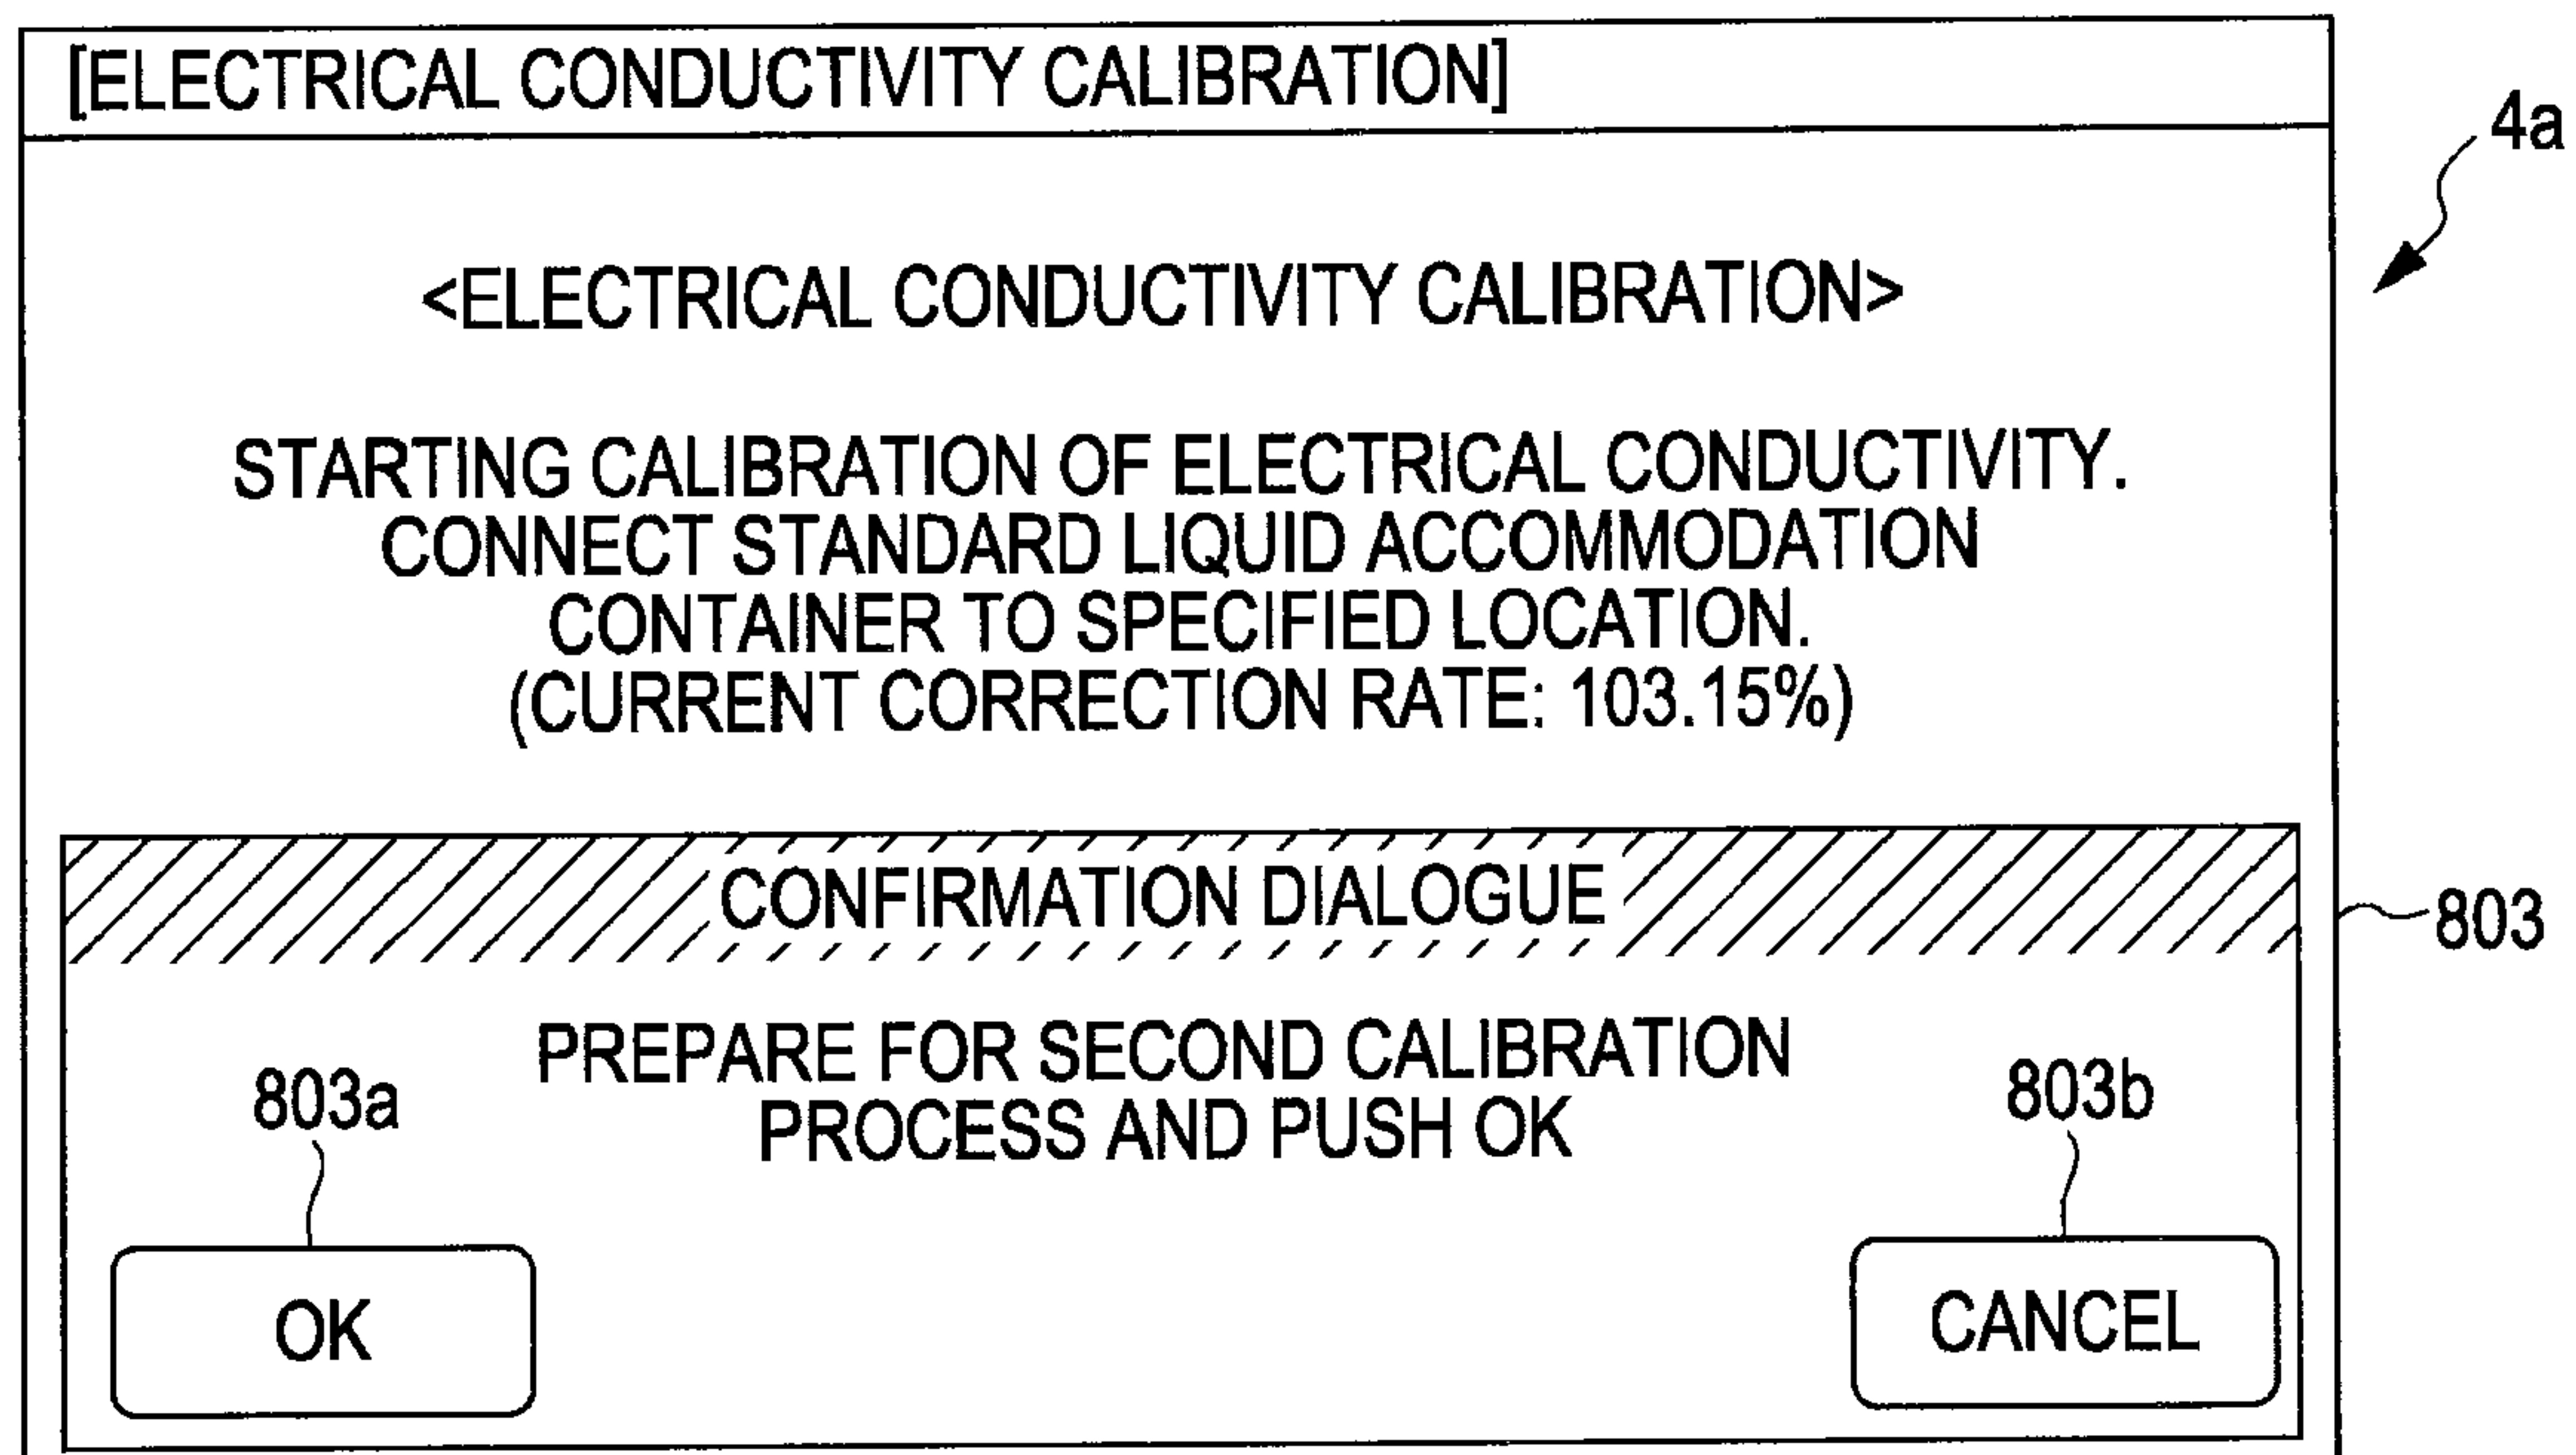 [ELECTRICAL CONDUCTIVITY CALIBRATION]
4a
<ELECTRICAL CONDUCTIVITY CALIBRATION>
STARTING CALIBRATION OF ELECTRICAL CONDUCTIVITY.
CONNECT STANDARD LIQUID ACCOMMODATION
CONTAINER TO SPECIFIED LOCATION.
(CURRENT CORRECTION RATE: 103.15%)
CONFIRMATION DIALOGUE
803
PREPARE FOR SECOND CALIBRATION
PROCESS AND PUSH OK
803a
803b
OK
CANCEL